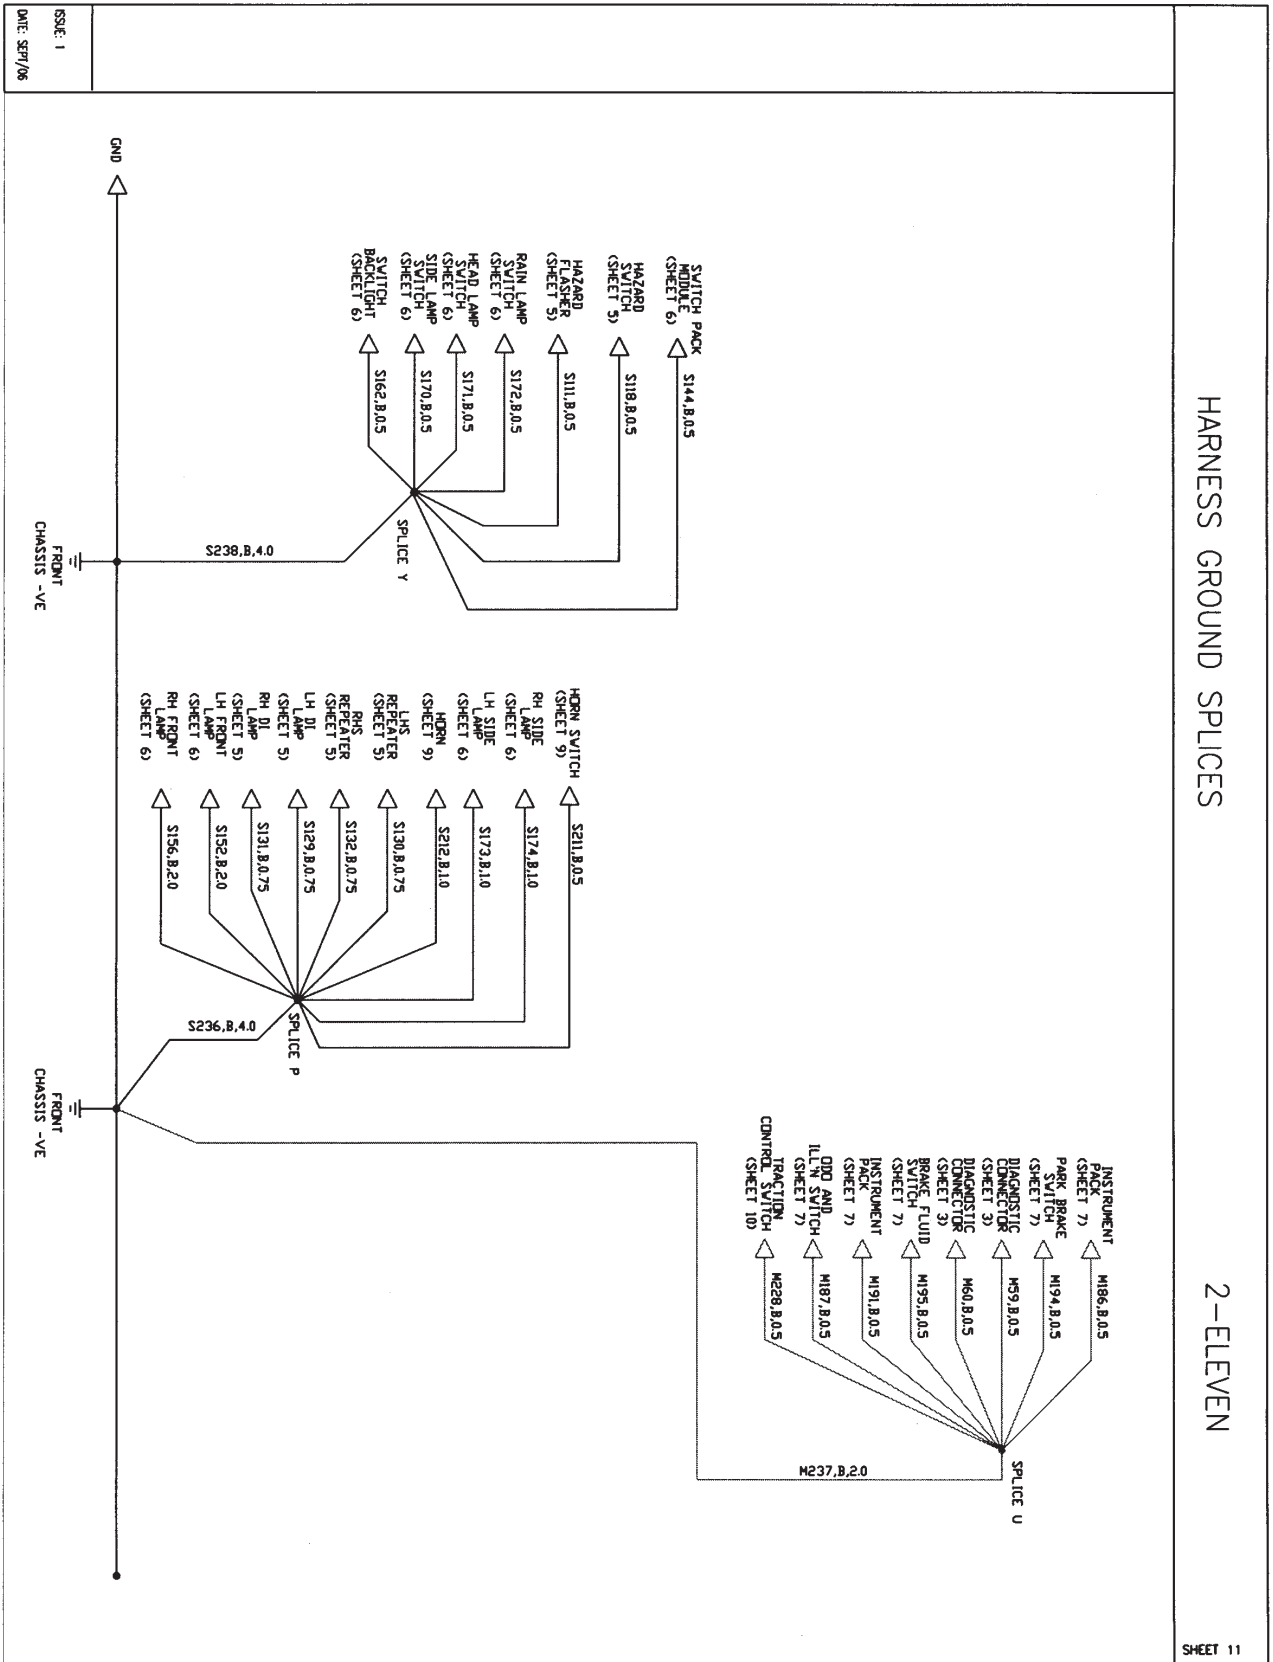 HARNESS GROUND SPLICES
2-ELEVEN
SHEET 11
INSTRUMENT
PACK
(SHEET 7)
M186,B,0.5
PARK BRAKE
SWITCH
(SHEET 7)
M194,B,0.5
DIAGNOSTIC
CONNECTOR
(SHEET 3)
M59,B,0.5
DIAGNOSTIC
CONNECTOR
(SHEET 3)
M60,B,0.5
BRAKE FLUID
SWITCH
(SHEET 7)
M195,B,0.5
INSTRUMENT
PACK
(SHEET 7)
M191,B,0.5
ODO AND
ILL'N SWITCH
(SHEET 7)
M187,B,0.5
TRACTION
CONTROL SWITCH
(SHEET 10)
M228,B,0.5
SPLICE U
M237,B,2.0
SWITCH PACK
MODULE
(SHEET 6)
S144,B,0.5
HAZARD
SWITCH
(SHEET 5)
S118,B,0.5
HAZARD
FLASHER
(SHEET 5)
S111,B,0.5
RAIN LAMP
SWITCH
(SHEET 6)
S172,B,0.5
HEAD LAMP
SWITCH
(SHEET 6)
S171,B,0.5
SIDE LAMP
SWITCH
(SHEET 6)
S170,B,0.5
SWITCH
BACKLIGHT
(SHEET 6)
S162,B,0.5
SPLICE Y
S238,B,4.0
HORN SWITCH
(SHEET 9)
S211,B,0.5
RH SIDE
LAMP
(SHEET 6)
S174,B,1.0
LH SIDE
LAMP
(SHEET 6)
S173,B,1.0
HORN
(SHEET 9)
S212,B,1.0
LHS
REPEATER
(SHEET 5)
S130,B,0.75
RHS
REPEATER
(SHEET 5)
S132,B,0.75
LH DI
LAMP
(SHEET 5)
S129,B,0.75
RH DI
LAMP
(SHEET 5)
S131,B,0.75
LH FRONT
LAMP
(SHEET 6)
S152,B,2.0
RH FRONT
LAMP
(SHEET 6)
S156,B,2.0
SPLICE P
S236,B,4.0
GND
FRONT
CHASSIS -VE
FRONT
CHASSIS -VE
ISSUE: 1
DATE: SEPT/06